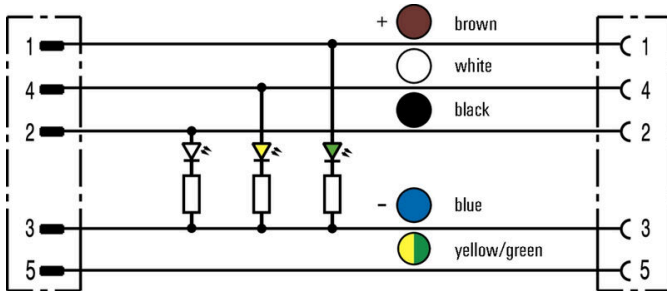 1 + brown 1
4 white 4
2 black 2
3 - blue 3
5 yellow/green 5